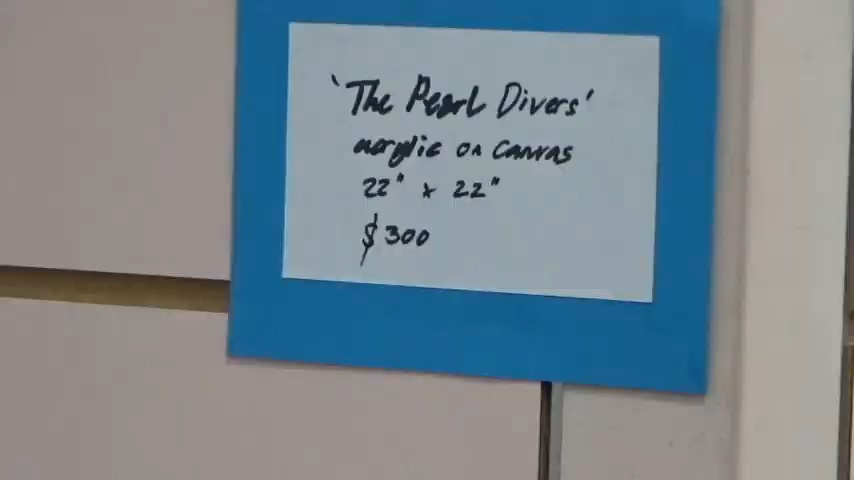 'The Pearl Divers'
acrylic on canvas
22" x 22"
$300